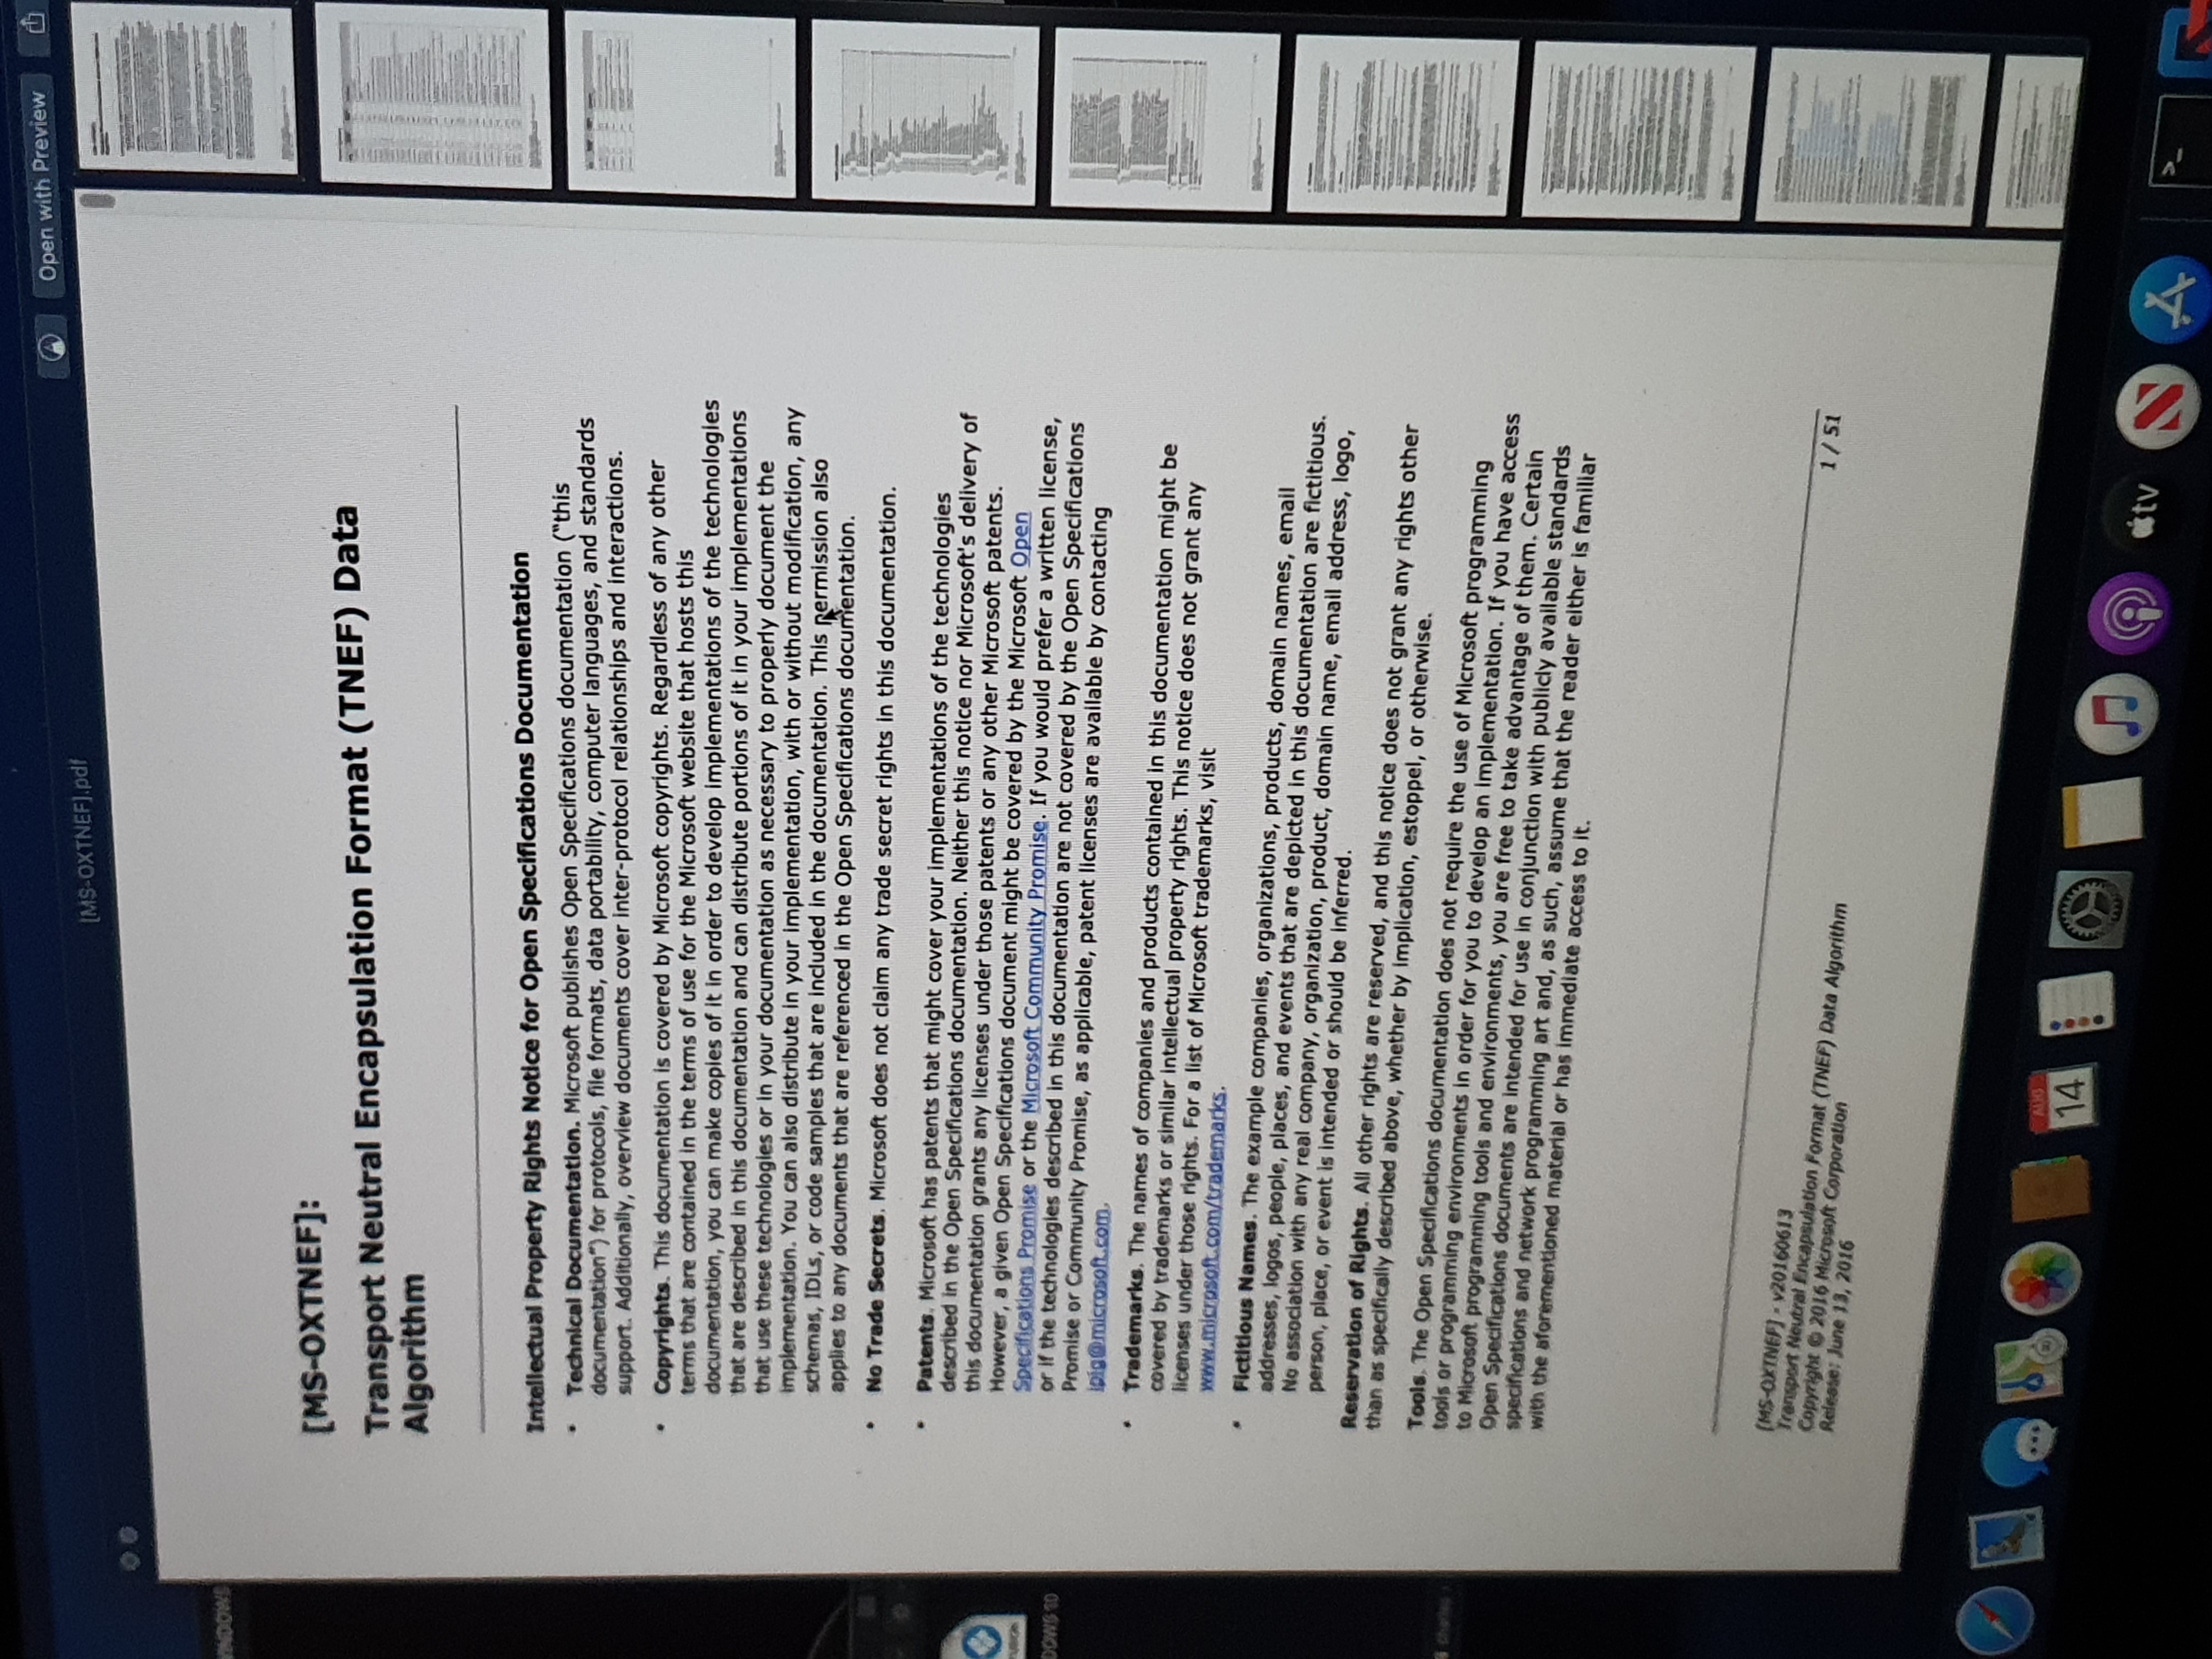 Open with Preview
[MS-OXTNEF].pdf
[MS-OXTNEF]:
Transport Neutral Encapsulation Format (TNEF) Data
Algorithm
Intellectual Property Rights Notice for Open Specifications Documentation
• Technical Documentation. Microsoft publishes Open Specifications documentation (“this
documentation”) for protocols, file formats, data portability, computer languages, and standards
support. Additionally, overview documents cover inter-protocol relationships and interactions.
• Copyrights. This documentation is covered by Microsoft copyrights. Regardless of any other
terms that are contained in the terms of use for the Microsoft website that hosts this
documentation, you can make copies of it in order to develop implementations of the technologies
that are described in this documentation and can distribute portions of it in your implementations
that use these technologies or in your documentation as necessary to properly document the
implementation. You can also distribute in your implementation, with or without modification, any
schemas, IDLs, or code samples that are included in the documentation. This permission also
applies to any documents that are referenced in the Open Specifications documentation.
• No Trade Secrets. Microsoft does not claim any trade secret rights in this documentation.
• Patents. Microsoft has patents that might cover your implementations of the technologies
described in the Open Specifications documentation. Neither this notice nor Microsoft's delivery of
this documentation grants any licenses under those patents or any other Microsoft patents.
However, a given Open Specifications document might be covered by the Microsoft Open
Specifications Promise or the Microsoft Community Promise. If you would prefer a written license,
or if the technologies described in this documentation are not covered by the Open Specifications
Promise or Community Promise, as applicable, patent licenses are available by contacting
ipig@microsoft.com.
• Trademarks. The names of companies and products contained in this documentation might be
covered by trademarks or similar intellectual property rights. This notice does not grant any
licenses under those rights. For a list of Microsoft trademarks, visit
www.microsoft.com/trademarks.
• Fictitious Names. The example companies, organizations, products, domain names, email
addresses, logos, people, places, and events that are depicted in this documentation are fictitious.
No association with any real company, organization, product, domain name, email address, logo,
person, place, or event is intended or should be inferred.
Reservation of Rights. All other rights are reserved, and this notice does not grant any rights other
than as specifically described above, whether by implication, estoppel, or otherwise.
Tools. The Open Specifications documentation does not require the use of Microsoft programming
tools or programming environments in order for you to develop an implementation. If you have access
to Microsoft programming tools and environments, you are free to take advantage of them. Certain
Open Specifications documents are intended for use in conjunction with publicly available standards
specifications and network programming art and, as such, assume that the reader either is familiar
with the aforementioned material or has immediate access to it.
[MS-OXTNEF] - v20160613
Transport Neutral Encapsulation Format (TNEF) Data Algorithm
Copyright © 2016 Microsoft Corporation
Release: June 13, 2016
1 / 51
DOWS 10
AUG
14
tv
>_